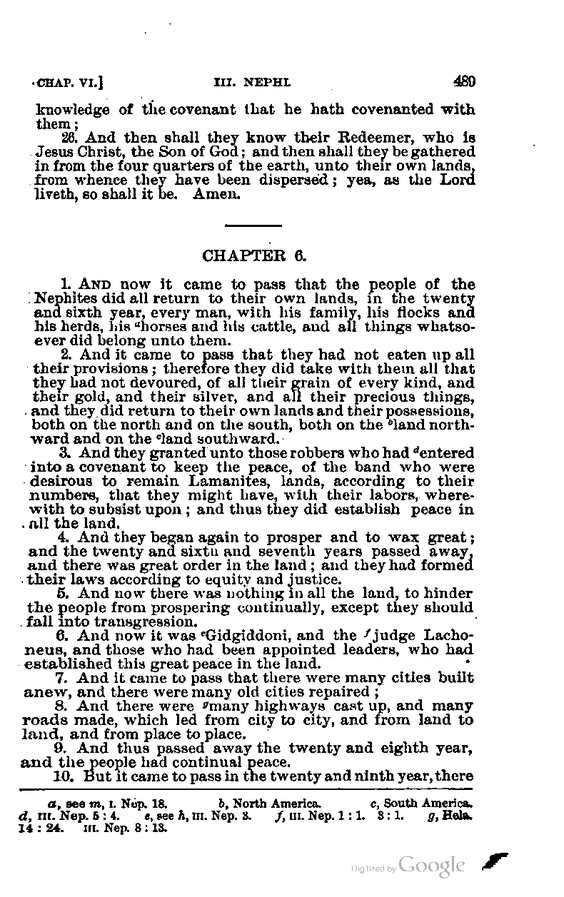 CHAP. VI.] III. NEPHI. 489
knowledge of the covenant that he hath covenanted with
them;
26. And then shall they know their Redeemer, who is
Jesus Christ, the Son of God; and then shall they be gathered
in from the four quarters of the earth, unto their own lands,
from whence they have been dispersed; yea, as the Lord
liveth, so shall it be. Amen.
CHAPTER 6.
1. AND now it came to pass that the people of the
Nephites did all return to their own lands, in the twenty
and sixth year, every man, with his family, his flocks and
his herds, his ᵃhorses and his cattle, and all things whatso-
ever did belong unto them.
2. And it came to pass that they had not eaten up all
their provisions; therefore they did take with them all that
they had not devoured, of all their grain of every kind, and
their gold, and their silver, and all their precious things,
and they did return to their own lands and their possessions,
both on the north and on the south, both on the ᵇland north-
ward and on the ᶜland southward.
3. And they granted unto those robbers who had ᵈentered
into a covenant to keep the peace, of the band who were
desirous to remain Lamanites, lands, according to their
numbers, that they might have, with their labors, where-
with to subsist upon; and thus they did establish peace in
all the land.
4. And they began again to prosper and to wax great;
and the twenty and sixth and seventh years passed away,
and there was great order in the land; and they had formed
their laws according to equity and justice.
5. And now there was nothing in all the land, to hinder
the people from prospering continually, except they should
fall into transgression.
6. And now it was ᵉGidgiddoni, and the ᶠjudge Lacho-
neus, and those who had been appointed leaders, who had
established this great peace in the land.
7. And it came to pass that there were many cities built
anew, and there were many old cities repaired;
8. And there were ᵍmany highways cast up, and many
roads made, which led from city to city, and from land to
land, and from place to place.
9. And thus passed away the twenty and eighth year,
and the people had continual peace.
10. But it came to pass in the twenty and ninth year, there
a, see m, I. Nep. 18. b, North America. c, South America.
d, III. Nep. 5:4. e, see h, III. Nep. 3. f, III. Nep. 1:1. 3:1. g, Hela.
14:24. III. Nep. 8:13.
Digitized by Google